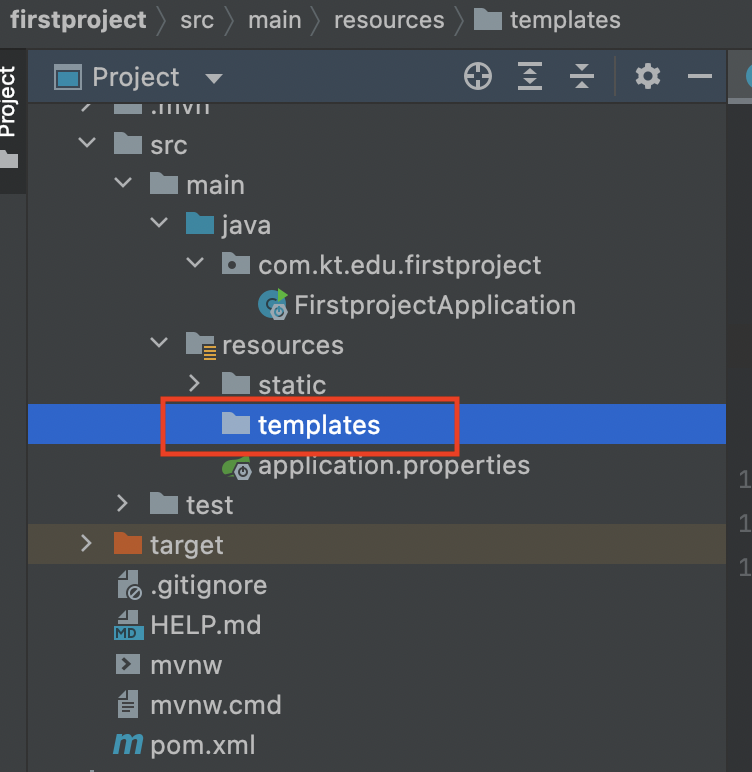 firstproject src main resources templates
Project
Project
.mvn
src
main
java
com.kt.edu.firstproject
FirstprojectApplication
resources
static
templates
application.properties
test
target
.gitignore
MD HELP.md
mvnw
mvnw.cmd
m pom.xml
1
1
1